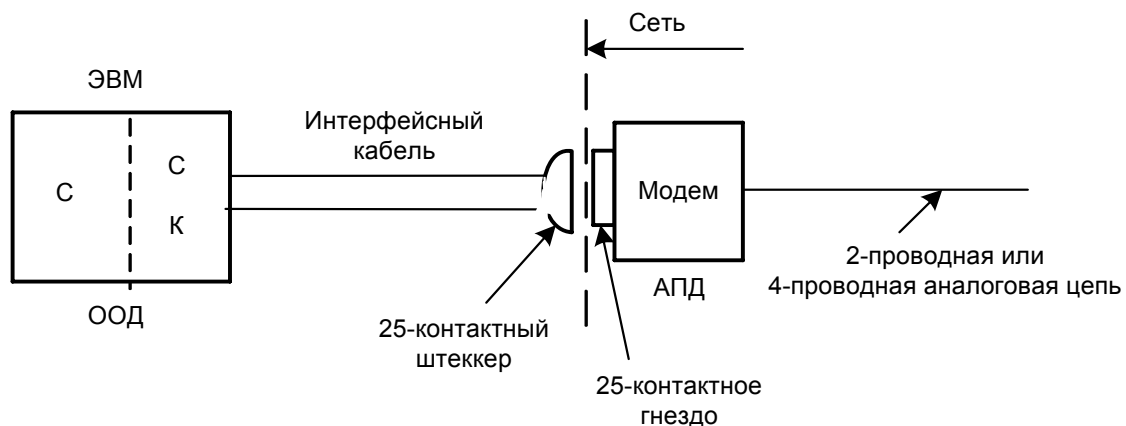 Сеть
ЭВМ
Интерфейсный
кабель
С
С
К
Модем
ООД
АПД
2-проводная или
4-проводная аналоговая цепь
25-контактный
штеккер
25-контактное
гнездо